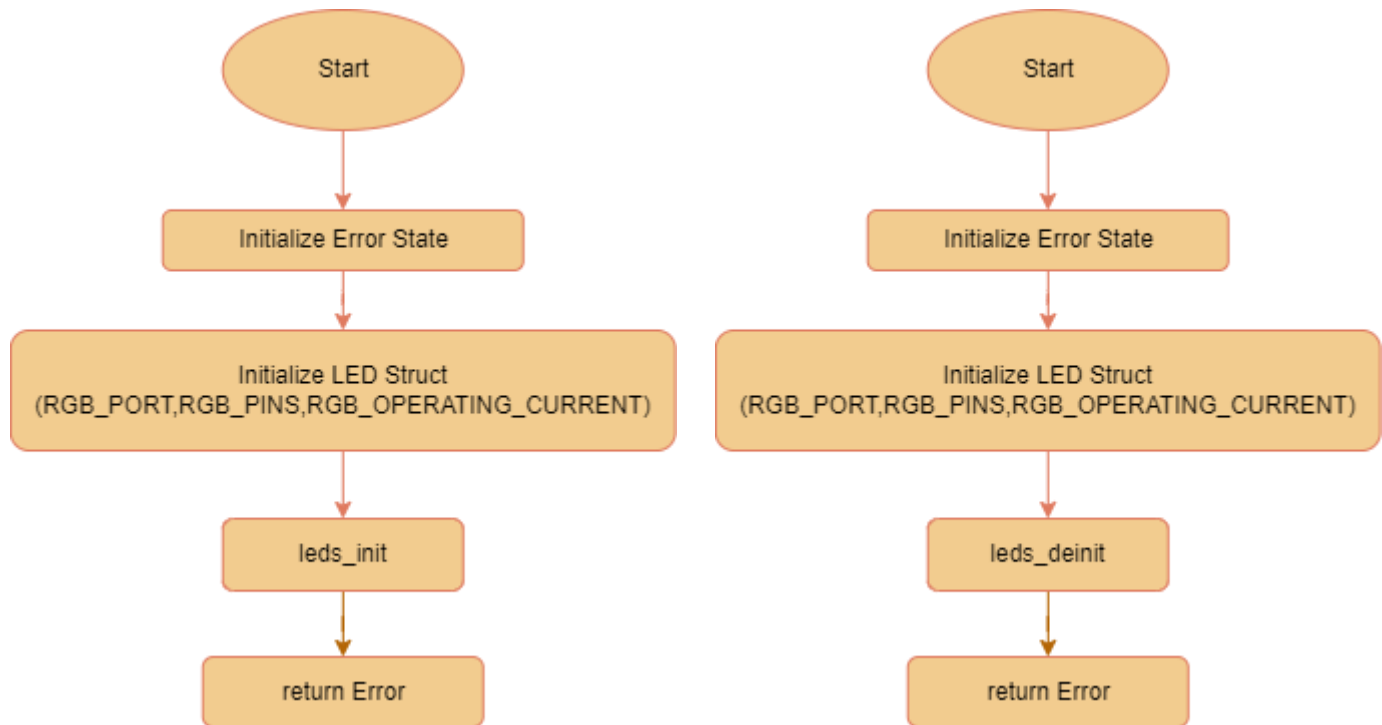 Start
Initialize Error State
Initialize LED Struct
(RGB_PORT,RGB_PINS,RGB_OPERATING_CURRENT)
leds_init
return Error
Start
Initialize Error State
Initialize LED Struct
(RGB_PORT,RGB_PINS,RGB_OPERATING_CURRENT)
leds_deinit
return Error